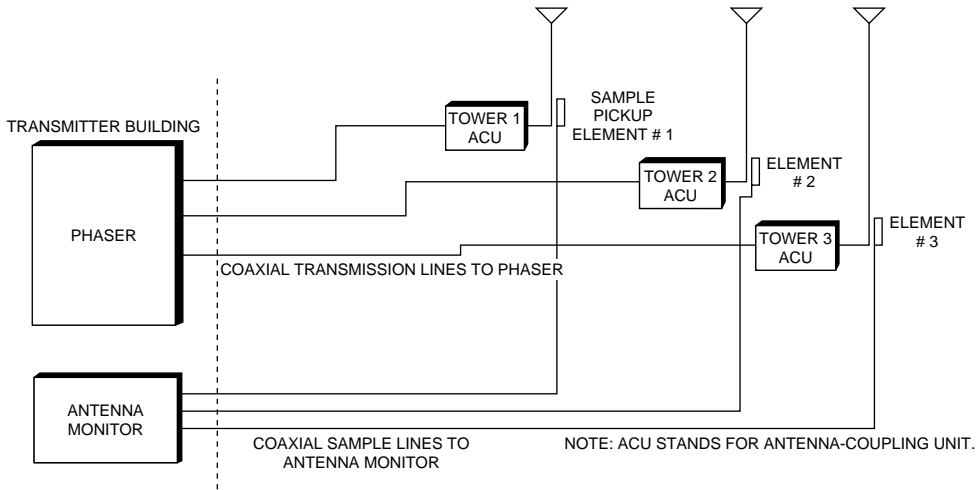 TRANSMITTER BUILDING
PHASER
TOWER 1
ACU
SAMPLE
PICKUP
ELEMENT # 1
TOWER 2
ACU
ELEMENT
# 2
TOWER 3
ACU
ELEMENT
# 3
COAXIAL TRANSMISSION LINES TO PHASER
ANTENNA
MONITOR
COAXIAL SAMPLE LINES TO
ANTENNA MONITOR
NOTE: ACU STANDS FOR ANTENNA-COUPLING UNIT.